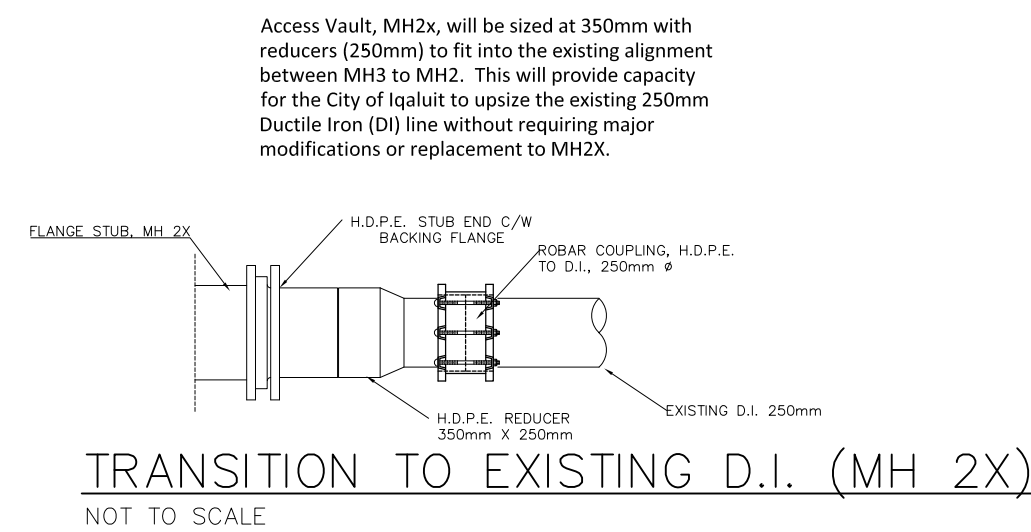 Access Vault, MH2x, will be sized at 350mm with
reducers (250mm) to fit into the existing alignment
between MH3 to MH2.  This will provide capacity
for the City of Iqaluit to upsize the existing 250mm
Ductile Iron (DI) line without requiring major
modifications or replacement to MH2X.
FLANGE STUB, MH 2X
H.D.P.E. STUB END C/W
BACKING FLANGE
ROBAR COUPLING, H.D.P.E.
TO D.I., 250mm ø
EXISTING D.I. 250mm
H.D.P.E. REDUCER
350mm X 250mm
TRANSITION TO EXISTING D.I. (MH 2X)
NOT TO SCALE